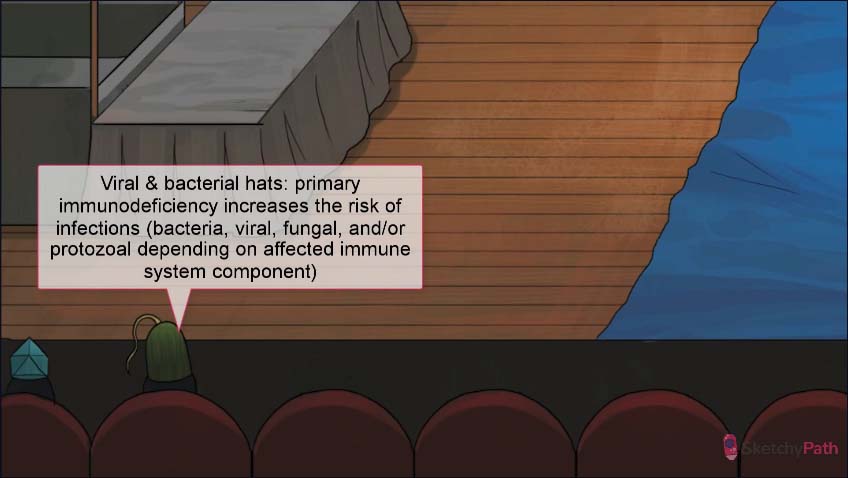 Viral & bacterial hats: primary
immunodeficiency increases the risk of
infections (bacteria, viral, fungal, and/or
protozoal depending on affected immune
system component)
SketchyPath